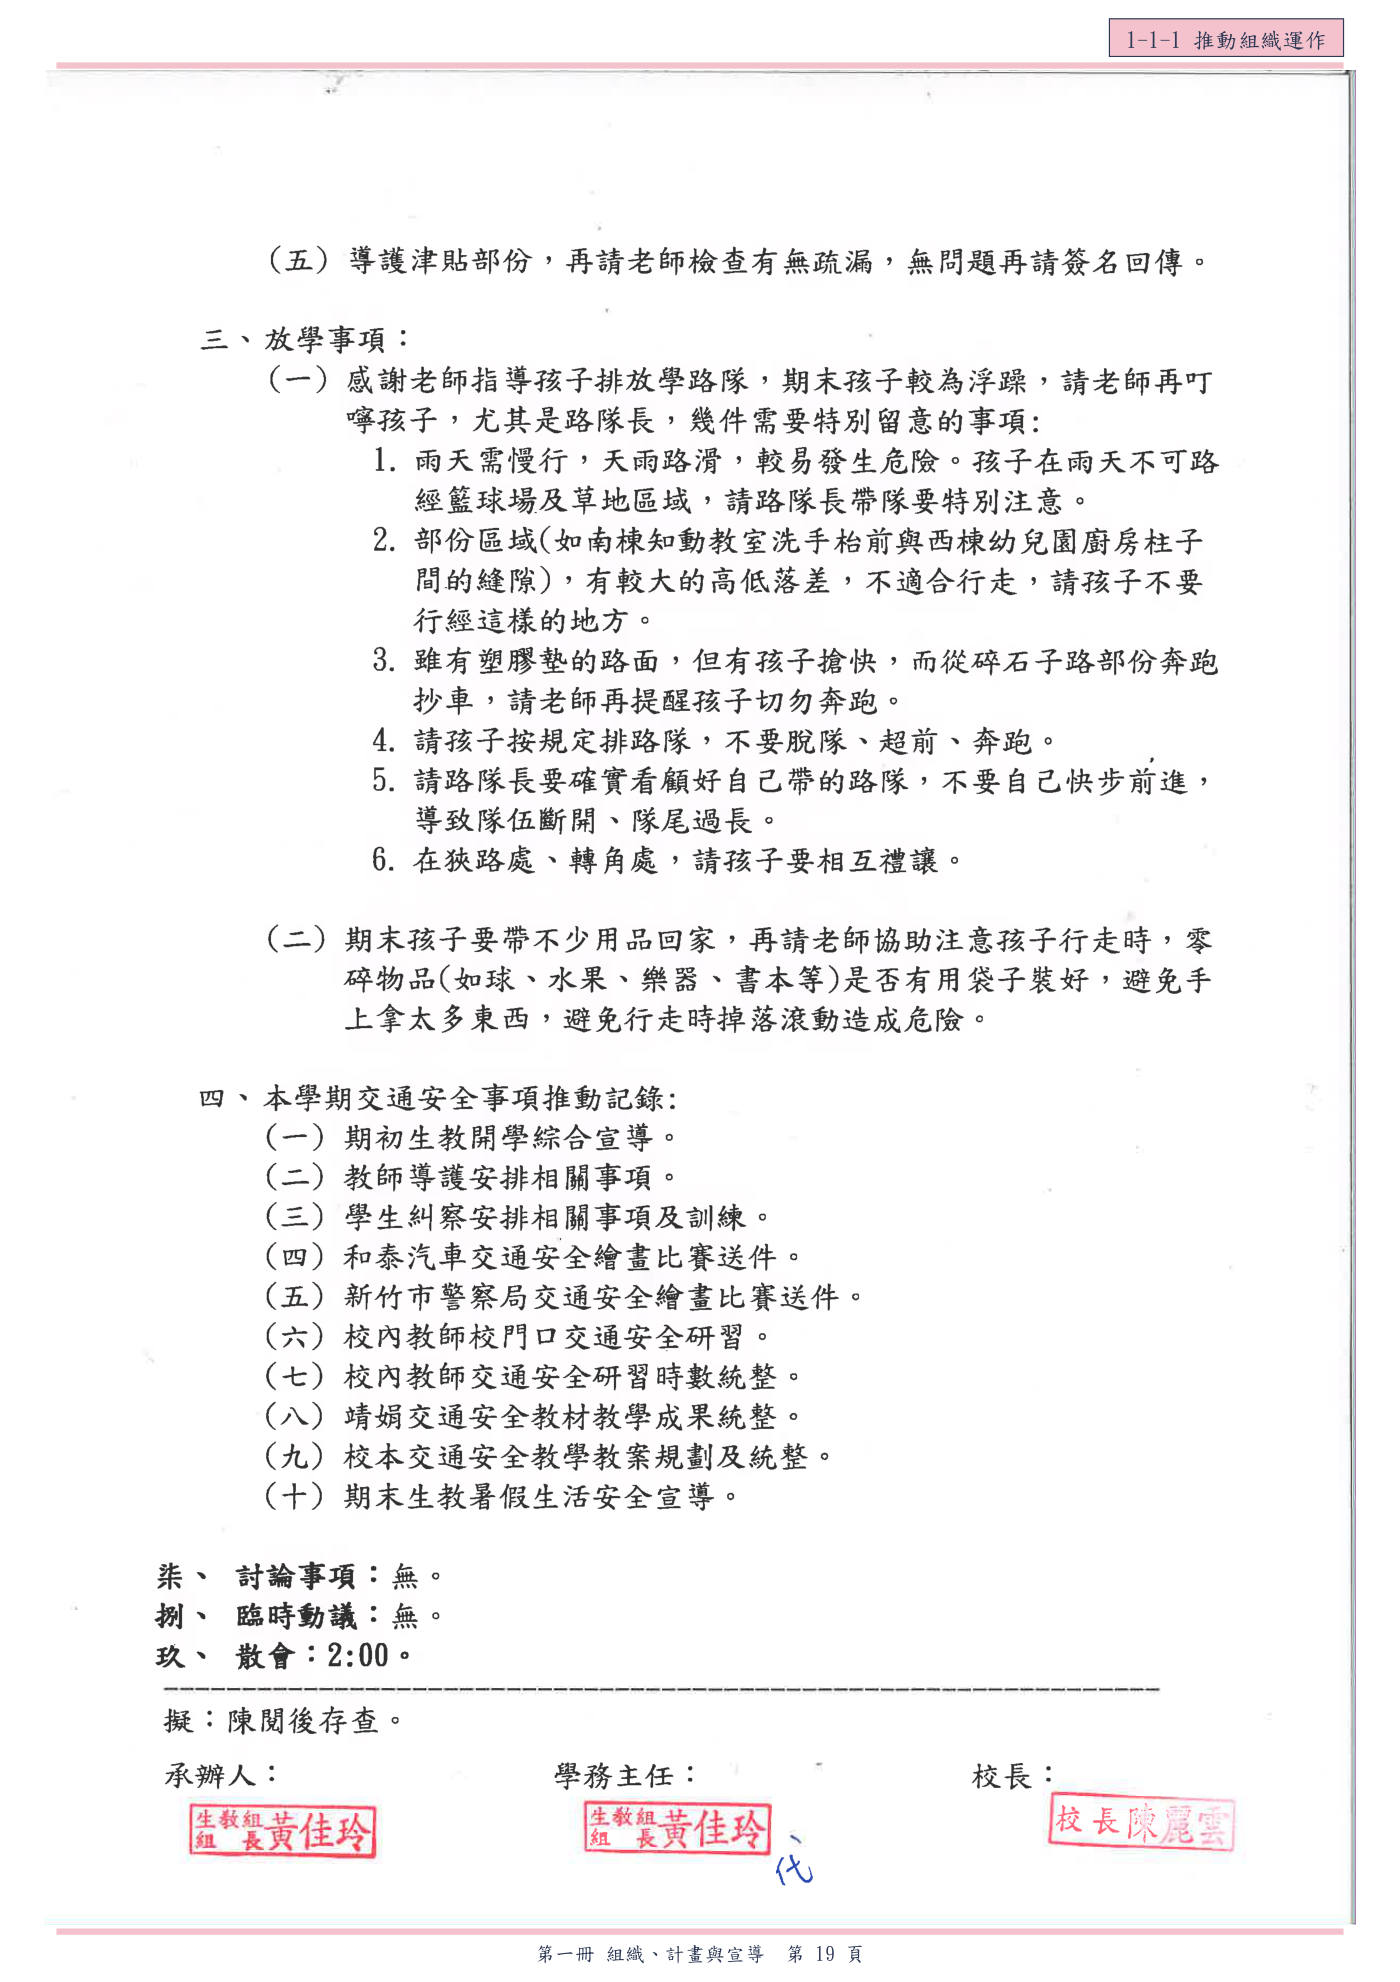 1-1-1 推動組織運作
(五) 導護津貼部份，再請老師檢查有無疏漏，無問題再請簽名回傳。
三、放學事項：
(一) 感謝老師指導孩子排放學路隊，期末孩子較為浮躁，請老師再叮
嚀孩子，尤其是路隊長，幾件需要特別留意的事項:
1. 雨天需慢行，天雨路滑，較易發生危險。孩子在雨天不可路
經籃球場及草地區域，請路隊長帶隊要特別注意。
2. 部份區域(如南棟知動教室洗手枱前與西棟幼兒園廚房柱子
間的縫隙)，有較大的高低落差，不適合行走，請孩子不要
行經這樣的地方。
3. 雖有塑膠墊的路面，但有孩子搶快，而從碎石子路部份奔跑
抄車，請老師再提醒孩子切勿奔跑。
4. 請孩子按規定排路隊，不要脫隊、超前、奔跑。
5. 請路隊長要確實看顧好自己帶的路隊，不要自己快步前進，
導致隊伍斷開、隊尾過長。
6. 在狹路處、轉角處，請孩子要相互禮讓。
(二) 期末孩子要帶不少用品回家，再請老師協助注意孩子行走時，零
碎物品(如球、水果、樂器、書本等)是否有用袋子裝好，避免手
上拿太多東西，避免行走時掉落滾動造成危險。
四、本學期交通安全事項推動記錄:
(一) 期初生教開學綜合宣導。
(二) 教師導護安排相關事項。
(三) 學生糾察安排相關事項及訓練。
(四) 和泰汽車交通安全繪畫比賽送件。
(五) 新竹市警察局交通安全繪畫比賽送件。
(六) 校內教師校門口交通安全研習。
(七) 校內教師交通安全研習時數統整。
(八) 靖娟交通安全教材教學成果統整。
(九) 校本交通安全教學教案規劃及統整。
(十) 期末生教暑假生活安全宣導。
柒、 討論事項：無。
捌、 臨時動議：無。
玖、 散會：2:00。
擬：陳閱後存查。
承辦人： 學務主任： 校長：
生教組組長黃佳玲 生教組組長黃佳玲 校長陳麗雲
代
第一冊 組織、計畫與宣導 第 19 頁